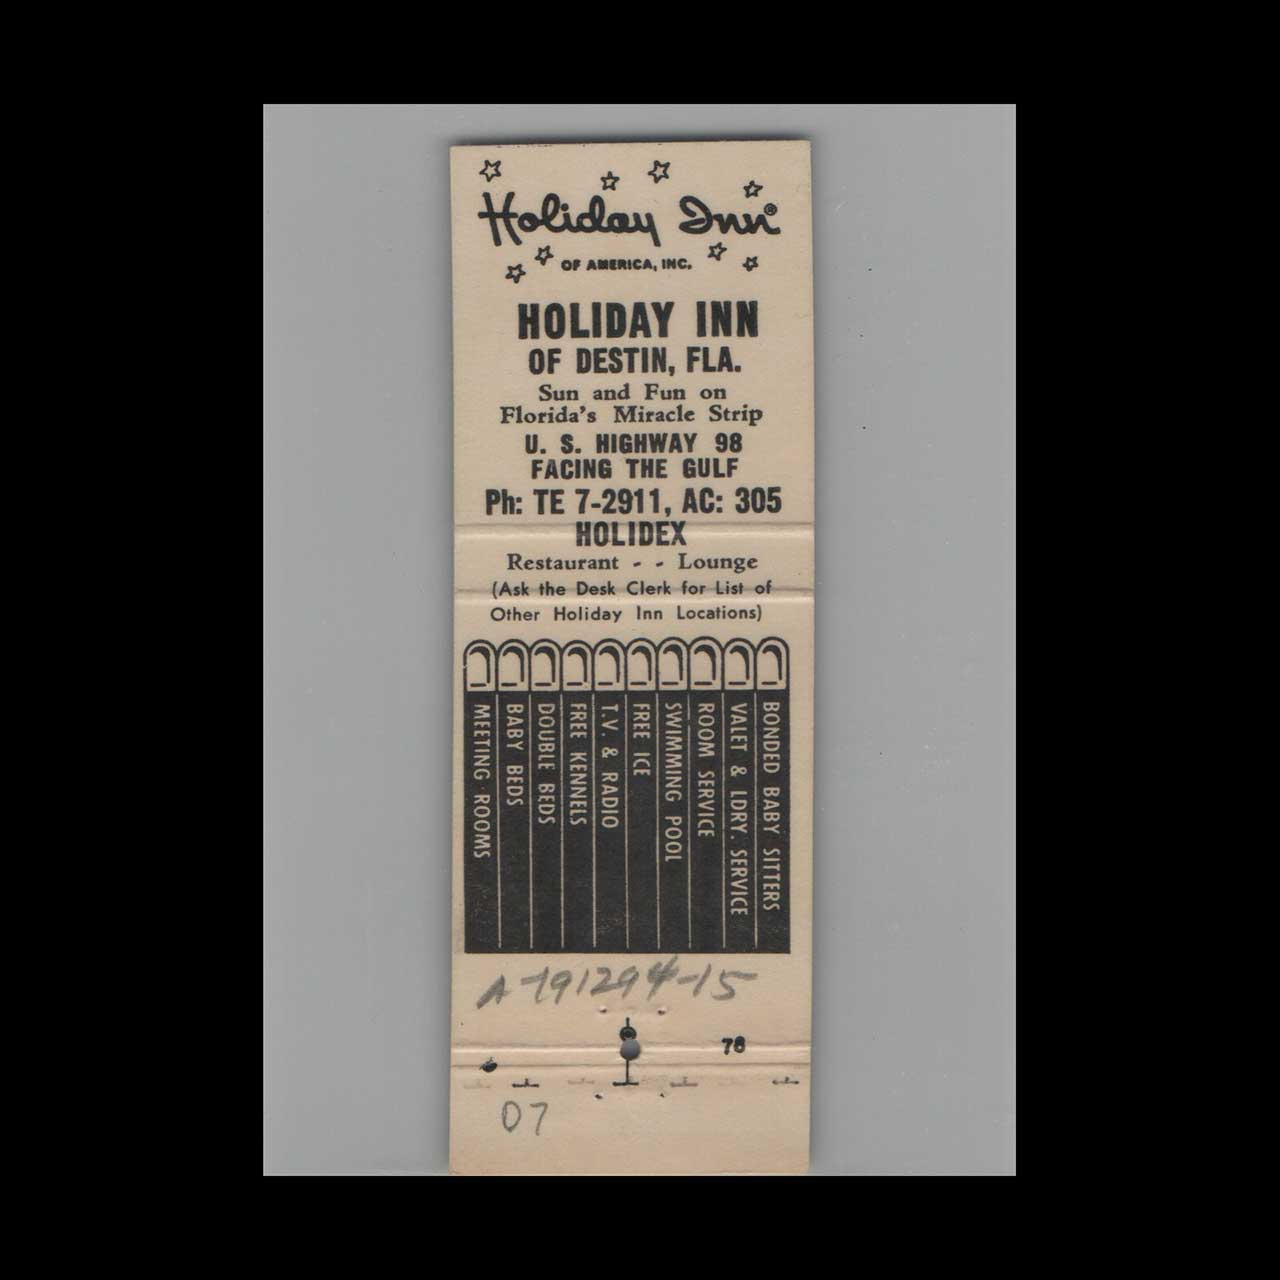 Holiday Inn®
OF AMERICA, INC.
HOLIDAY INN
OF DESTIN, FLA.
Sun and Fun on
Florida's Miracle Strip
U. S. HIGHWAY 98
FACING THE GULF
Ph: TE 7-2911, AC: 305
HOLIDEX
Restaurant - - Lounge
(Ask the Desk Clerk for List of
Other Holiday Inn Locations)
MEETING ROOMS
BABY BEDS
DOUBLE BEDS
FREE KENNELS
T.V. & RADIO
FREE ICE
SWIMMING POOL
ROOM SERVICE
VALET & LDRY. SERVICE
BONDED BABY SITTERS
A-191294-15
07